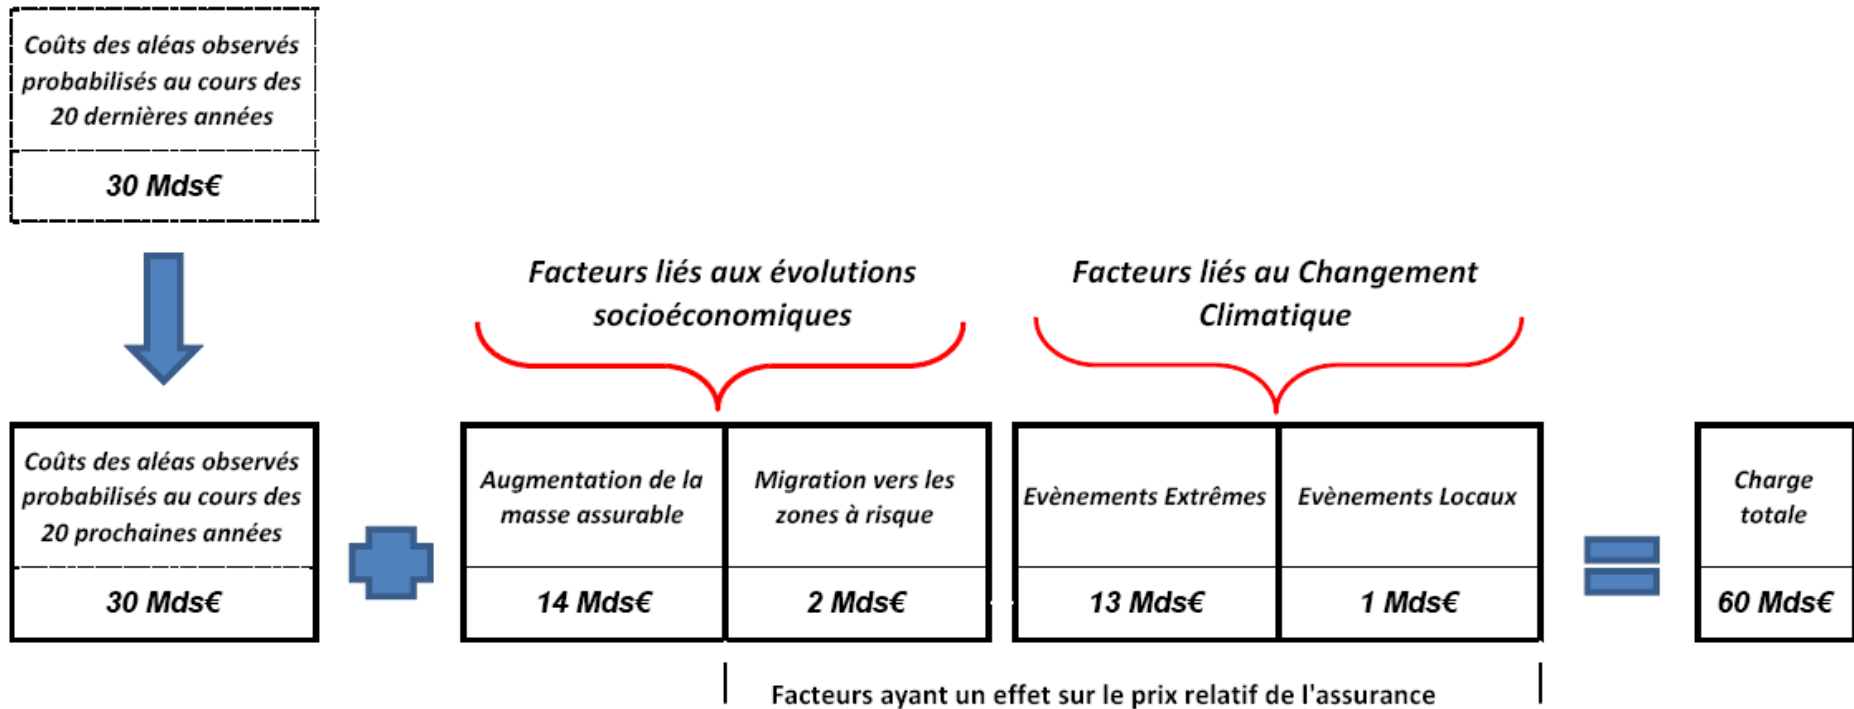 Coûts des aléas observés
probabilisés au cours des
20 dernières années
30 Mds€
Facteurs liés aux évolutions
socioéconomiques
Facteurs liés au Changement
Climatique
Coûts des aléas observés
probabilisés au cours des
20 prochaines années
30 Mds€
Augmentation de la
masse assurable
14 Mds€
Migration vers les
zones à risque
2 Mds€
Evènements Extrêmes
13 Mds€
Evènements Locaux
1 Mds€
Charge
totale
60 Mds€
Facteurs ayant un effet sur le prix relatif de l'assurance